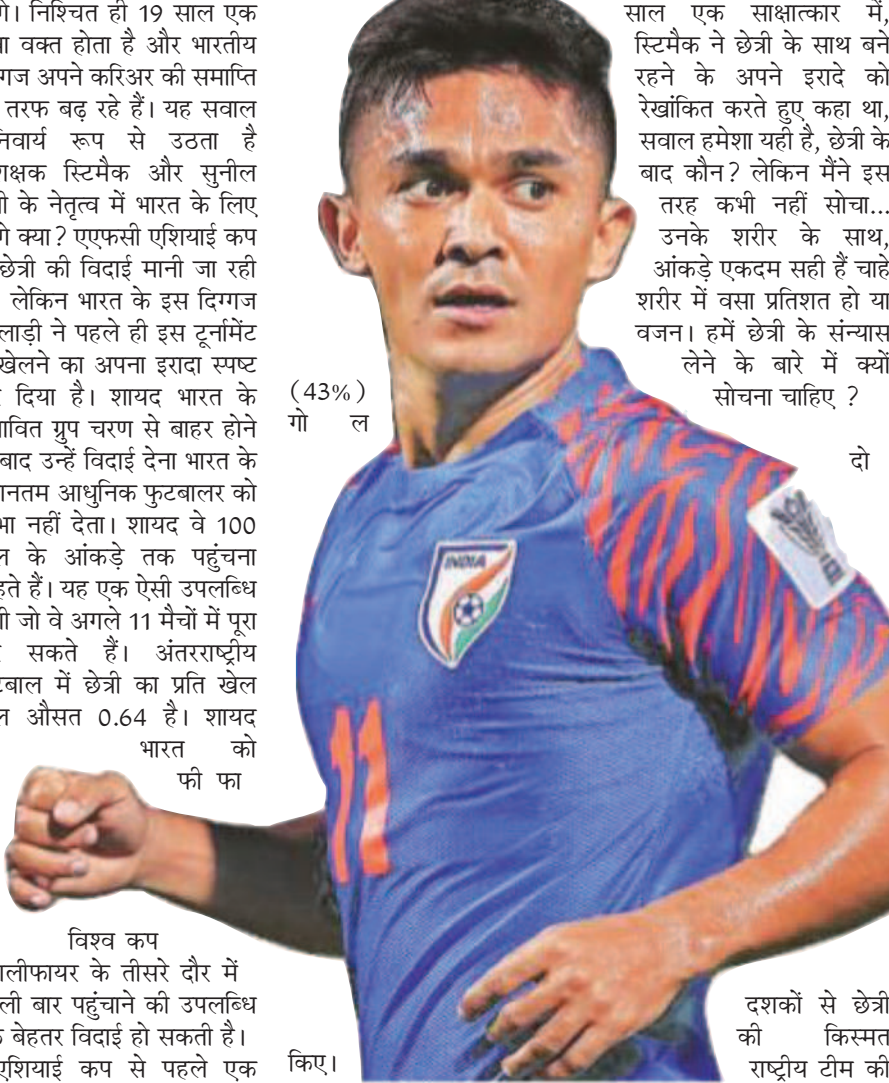 गे। निश्चित ही 19 साल एक
ा वक्त होता है और भारतीय
गज अपने करिअर की समाप्ति
तरफ बढ़ रहे हैं। यह सवाल
निवार्य रूप से उठता है
शक्षक स्टिमैक और सुनील
ी के नेतृत्व में भारत के लिए
गे क्या? एएफसी एशियाई कप
छेत्री की विदाई मानी जा रही
लेकिन भारत के इस दिग्गज
लाड़ी ने पहले ही इस टूर्नामेंट
खेलने का अपना इरादा स्पष्ट
र दिया है। शायद भारत के
भावित ग्रुप चरण से बाहर होने
बाद उन्हें विदाई देना भारत के
ानतम आधुनिक फुटबालर को
भा नहीं देता। शायद वे 100
ल के आंकड़े तक पहुंचना
हते हैं। यह एक ऐसी उपलब्धि
गी जो वे अगले 11 मैचों में पूरा
र सकते हैं। अंतरराष्ट्रीय
टबाल में छेत्री का प्रति खेल
ल औसत 0.64 है। शायद
भारत को
फी फा
विश्व कप
ालीफायर के तीसरे दौर में
ली बार पहुंचाने की उपलब्धि
क बेहतर विदाई हो सकती है।
एशियाई कप से पहले एक
(43%)
गो ल
INDIA
11
किए।
साल एक साक्षात्कार में,
स्टिमैक ने छेत्री के साथ बने
रहने के अपने इरादे को
रेखांकित करते हुए कहा था,
सवाल हमेशा यही है, छेत्री के
बाद कौन? लेकिन मैंने इस
तरह कभी नहीं सोचा...
उनके शरीर के साथ,
आंकड़े एकदम सही हैं चाहे
शरीर में वसा प्रतिशत हो या
वजन। हमें छेत्री के संन्यास
लेने के बारे में क्यों
सोचना चाहिए ?
दो
दशकों से छेत्री
की किस्मत
राष्ट्रीय टीम की